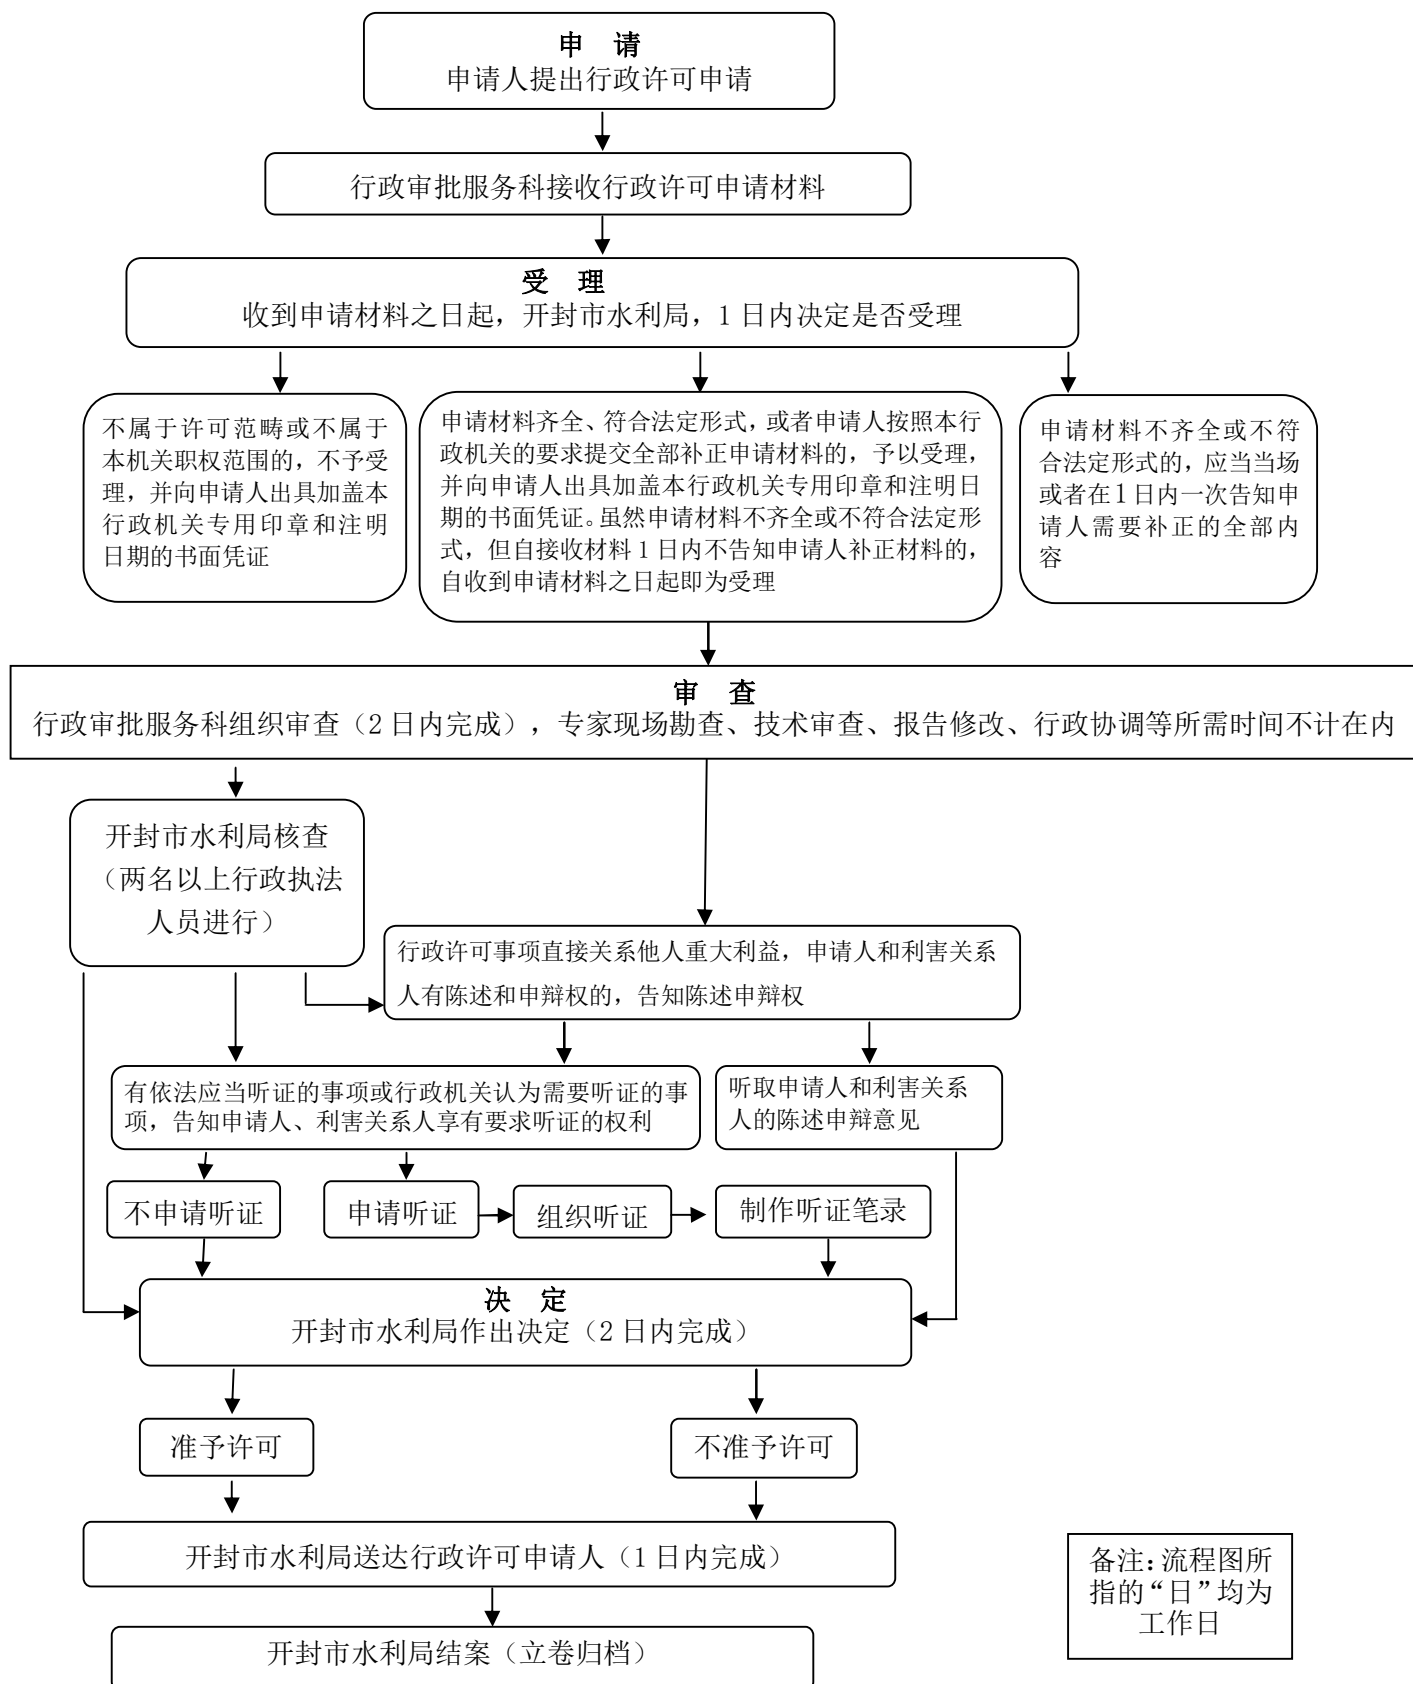 申 请
申请人提出行政许可申请
行政审批服务科接收行政许可申请材料
受 理
收到申请材料之日起，开封市水利局，1 日内决定是否受理
不属于许可范畴或不属于
本机关职权范围的，不予受
理，并向申请人出具加盖本
行政机关专用印章和注明
日期的书面凭证
申请材料齐全、符合法定形式，或者申请人按照本行
政机关的要求提交全部补正申请材料的，予以受理，
并向申请人出具加盖本行政机关专用印章和注明日
期的书面凭证。虽然申请材料不齐全或不符合法定形
式，但自接收材料 1 日内不告知申请人补正材料的，
自收到申请材料之日起即为受理
申请材料不齐全或不符
合法定形式的，应当当场
或者在 1 日内一次告知申
请人需要补正的全部内
容
审 查
行政审批服务科组织审查（2 日内完成），专家现场勘查、技术审查、报告修改、行政协调等所需时间不计在内
开封市水利局核查
（两名以上行政执法
人员进行）
行政许可事项直接关系他人重大利益，申请人和利害关系
人有陈述和申辩权的，告知陈述申辩权
有依法应当听证的事项或行政机关认为需要听证的事
项，告知申请人、利害关系人享有要求听证的权利
听取申请人和利害关系
人的陈述申辩意见
不申请听证
申请听证
组织听证
制作听证笔录
决 定
开封市水利局作出决定（2 日内完成）
准予许可
不准予许可
开封市水利局送达行政许可申请人（1 日内完成）
开封市水利局结案（立卷归档）
备注：流程图所
指的“日”均为
工作日